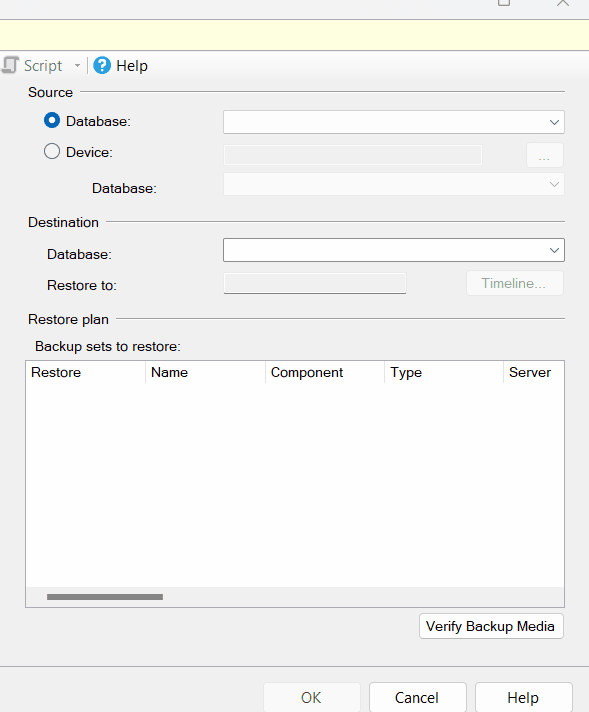 Script Help
Source
Database:
Device:
...
Database:
Destination
Database:
Restore to:
Timeline...
Restore plan
Backup sets to restore:
Restore Name Component Type Server
Verify Backup Media
OK Cancel Help